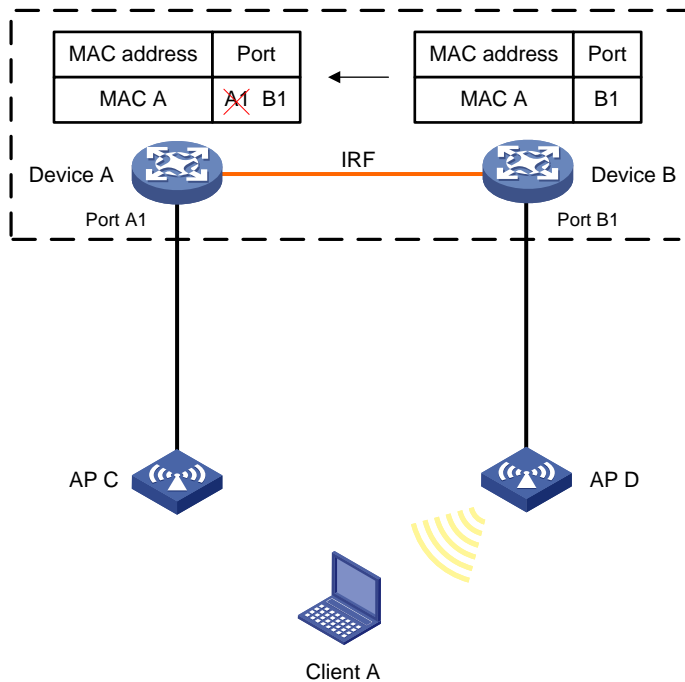 MAC address Port MAC address Port
MAC A A1 B1 MAC A B1
IRF
Device A Device B
Port A1 Port B1
AP C AP D
Client A